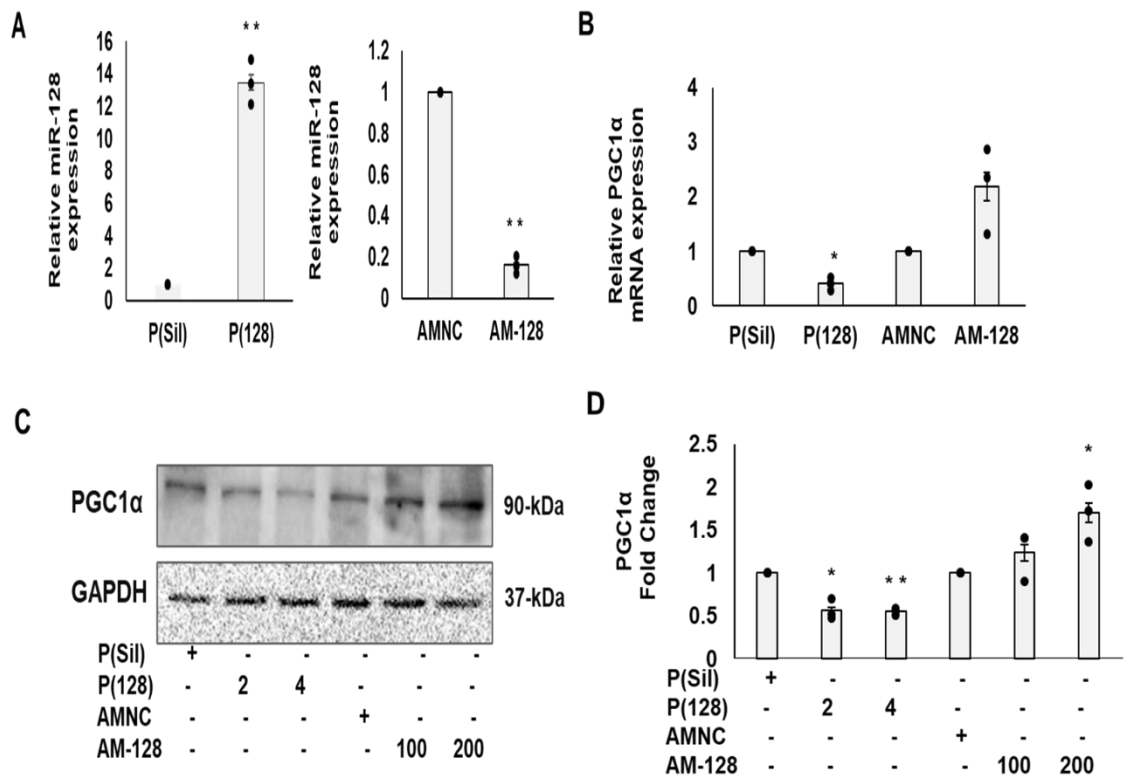 A
Relative miR-128
expression
16
14
12
10
8
6
4
2
0
**
P(Sil) P(128)
Relative miR-128
expression
1.2
1
0.8
0.6
0.4
0.2
0
**
AMNC AM-128
B
Relative PGC1α
mRNA expression
4
3
2
1
0
*
P(Sil) P(128) AMNC AM-128
C
PGC1α 90-kDa
GAPDH 37-kDa
P(Sil) + - - - - -
P(128) - 2 4 - - -
AMNC - - - + - -
AM-128 - - - - 100 200
D
PGC1α
Fold Change
2.5
2
1.5
1
0.5
0
*
**
*
P(Sil) + - - - - -
P(128) - 2 4 - - -
AMNC - - - + - -
AM-128 - - - - 100 200